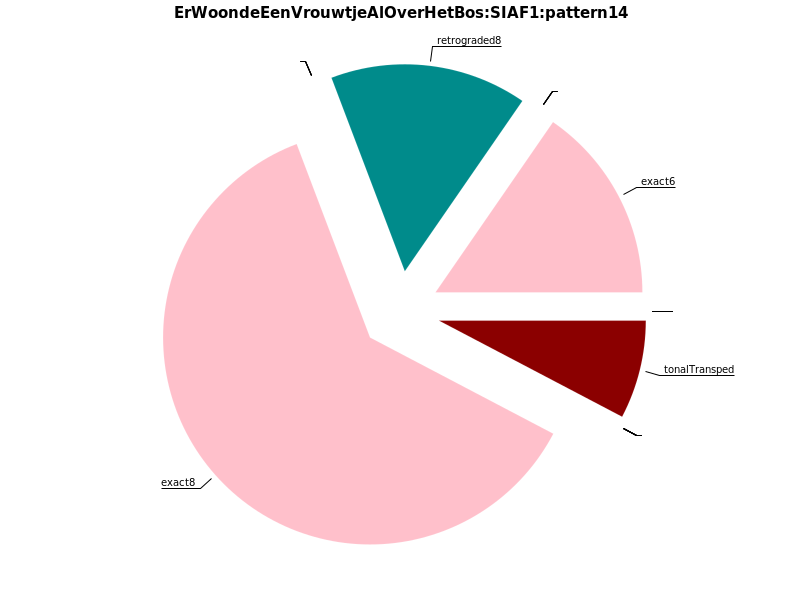 ErWoondeEenVrouwtjeAlOverHetBos:SIAF1:pattern14
retrograded8
exact6
tonalTransped
exact8